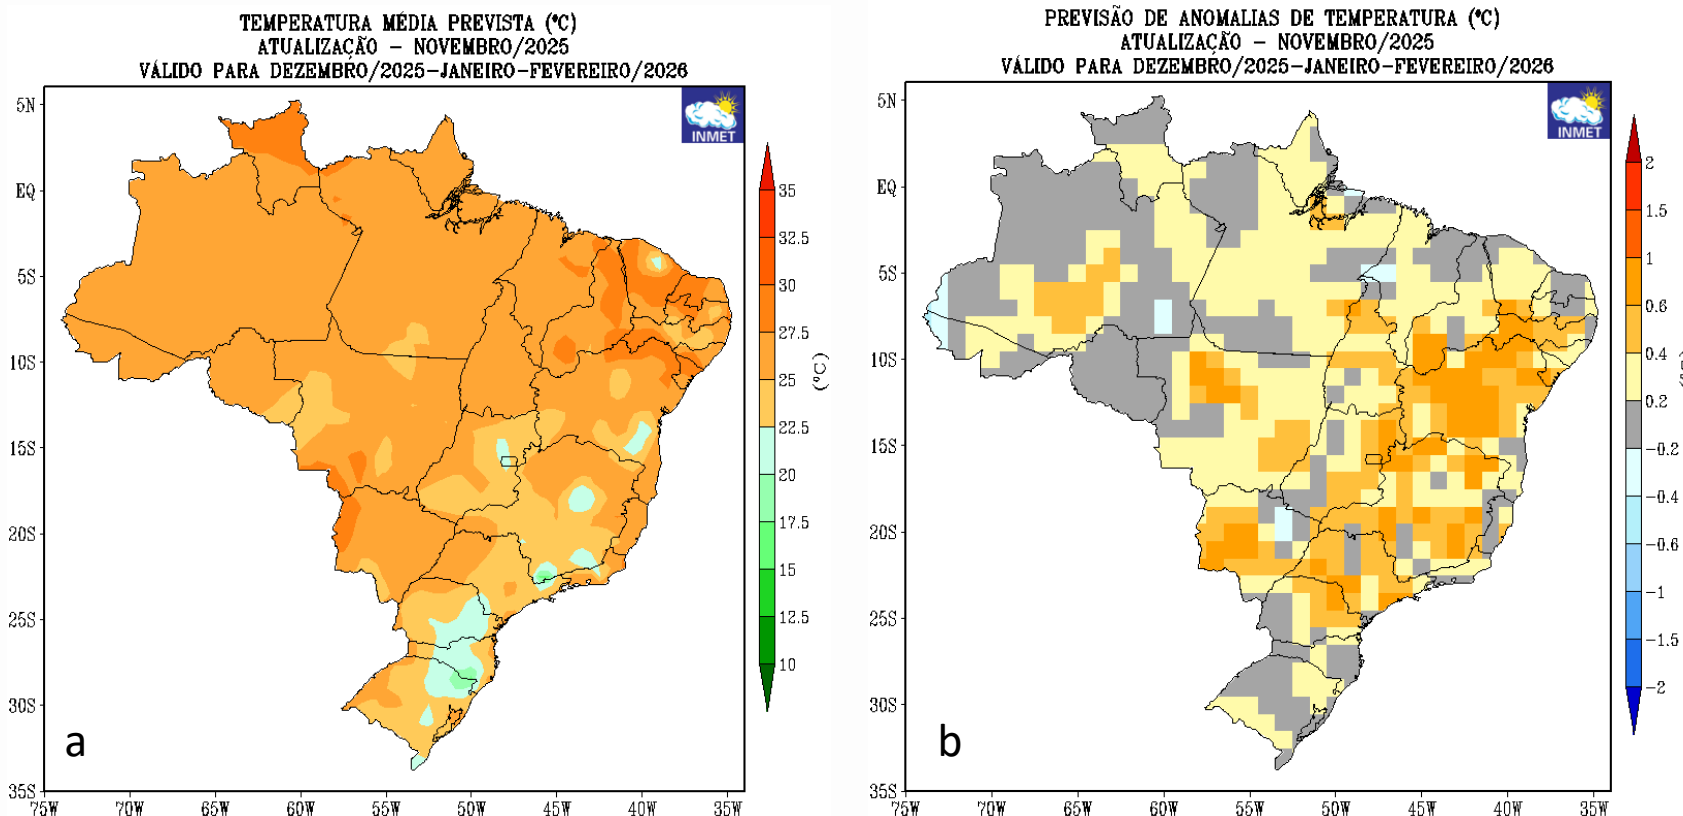 TEMPERATURA MÉDIA PREVISTA (°C)
ATUALIZAÇÃO – NOVEMBRO/2025
VÁLIDO PARA DEZEMBRO/2025–JANEIRO–FEVEREIRO/2026
INMET
5N
EQ
5S
10S
15S
20S
25S
30S
35S
75W
70W
65W
60W
55W
50W
45W
40W
35W
35
32.5
30
27.5
25
22.5
20
17.5
15
12.5
10
(°C)
a
PREVISÃO DE ANOMALIAS DE TEMPERATURA (°C)
ATUALIZAÇÃO – NOVEMBRO/2025
VÁLIDO PARA DEZEMBRO/2025–JANEIRO–FEVEREIRO/2026
INMET
5N
EQ
5S
10S
15S
20S
25S
30S
35S
75W
70W
65W
60W
55W
50W
45W
40W
35W
2
1.5
1
0.6
0.4
0.2
-0.2
-0.4
-0.6
-1
-1.5
-2
b